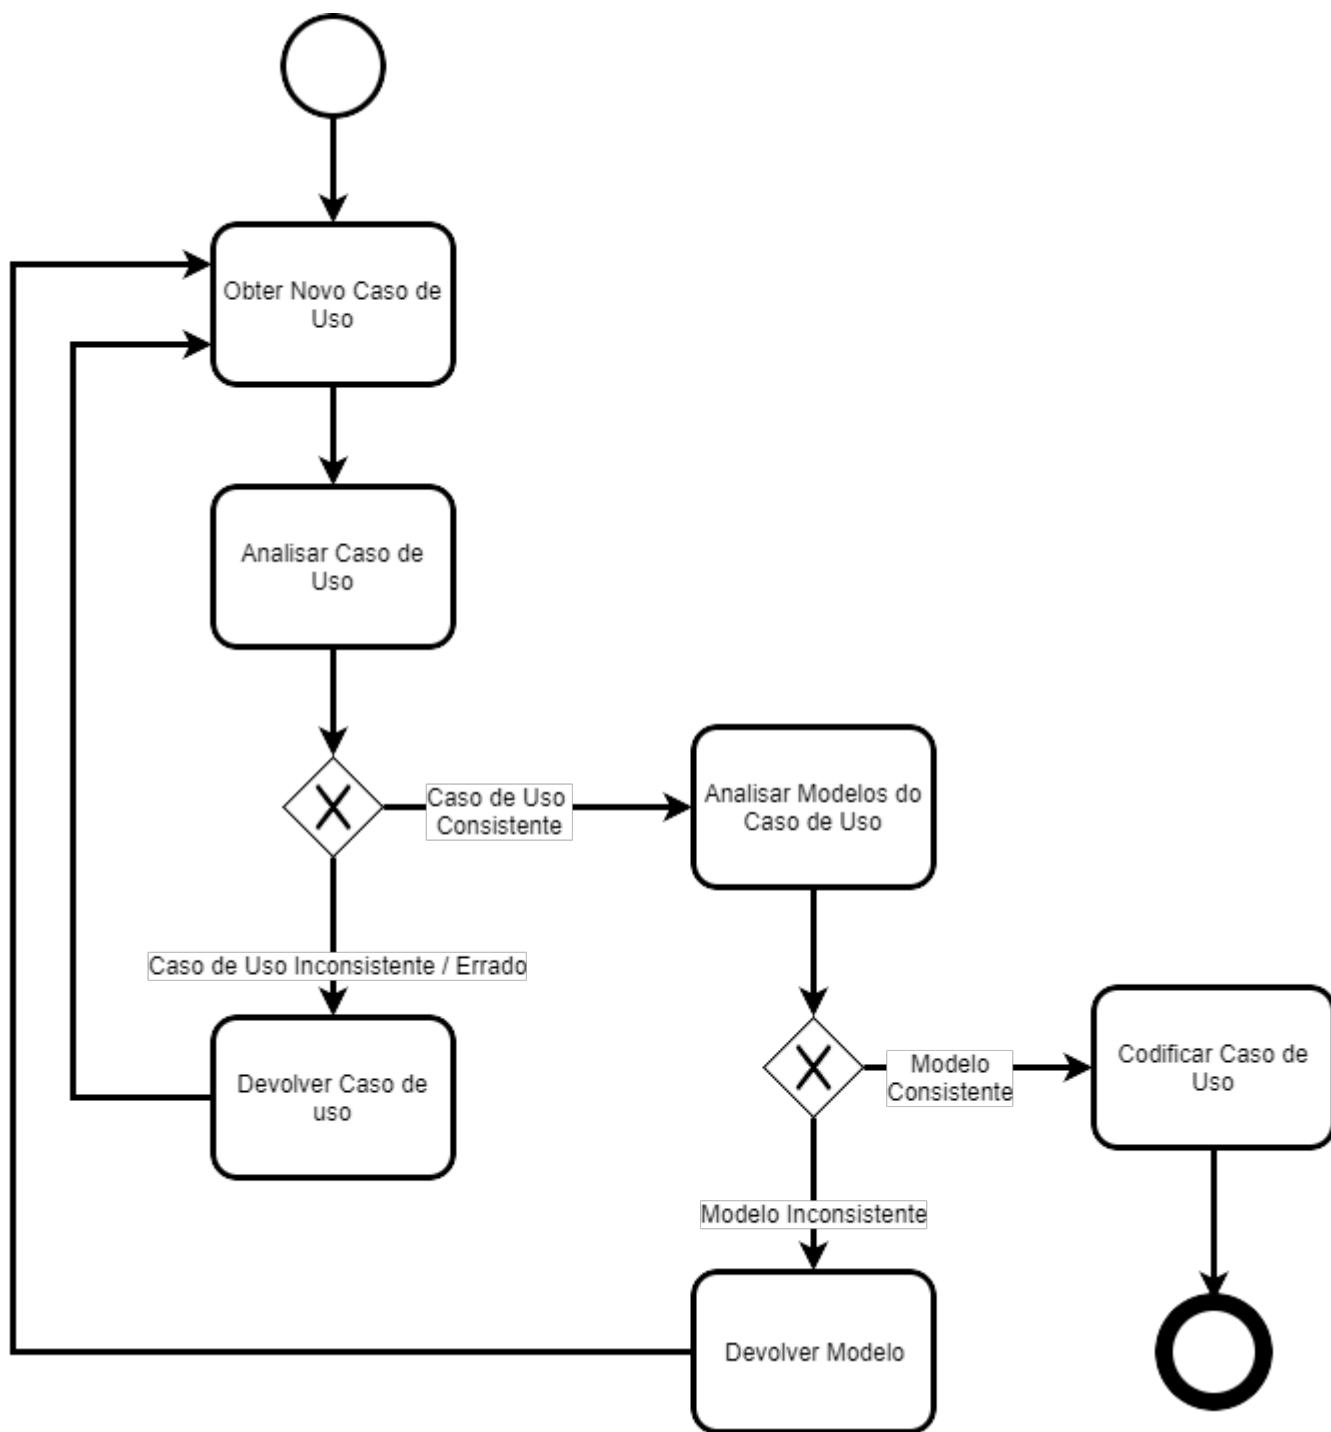 Obter Novo Caso de
Uso
Analisar Caso de
Uso
Caso de Uso
Consistente
Analisar Modelos do
Caso de Uso
Caso de Uso Inconsistente / Errado
Devolver Caso de
uso
Modelo
Consistente
Codificar Caso de
Uso
Modelo Inconsistente
Devolver Modelo